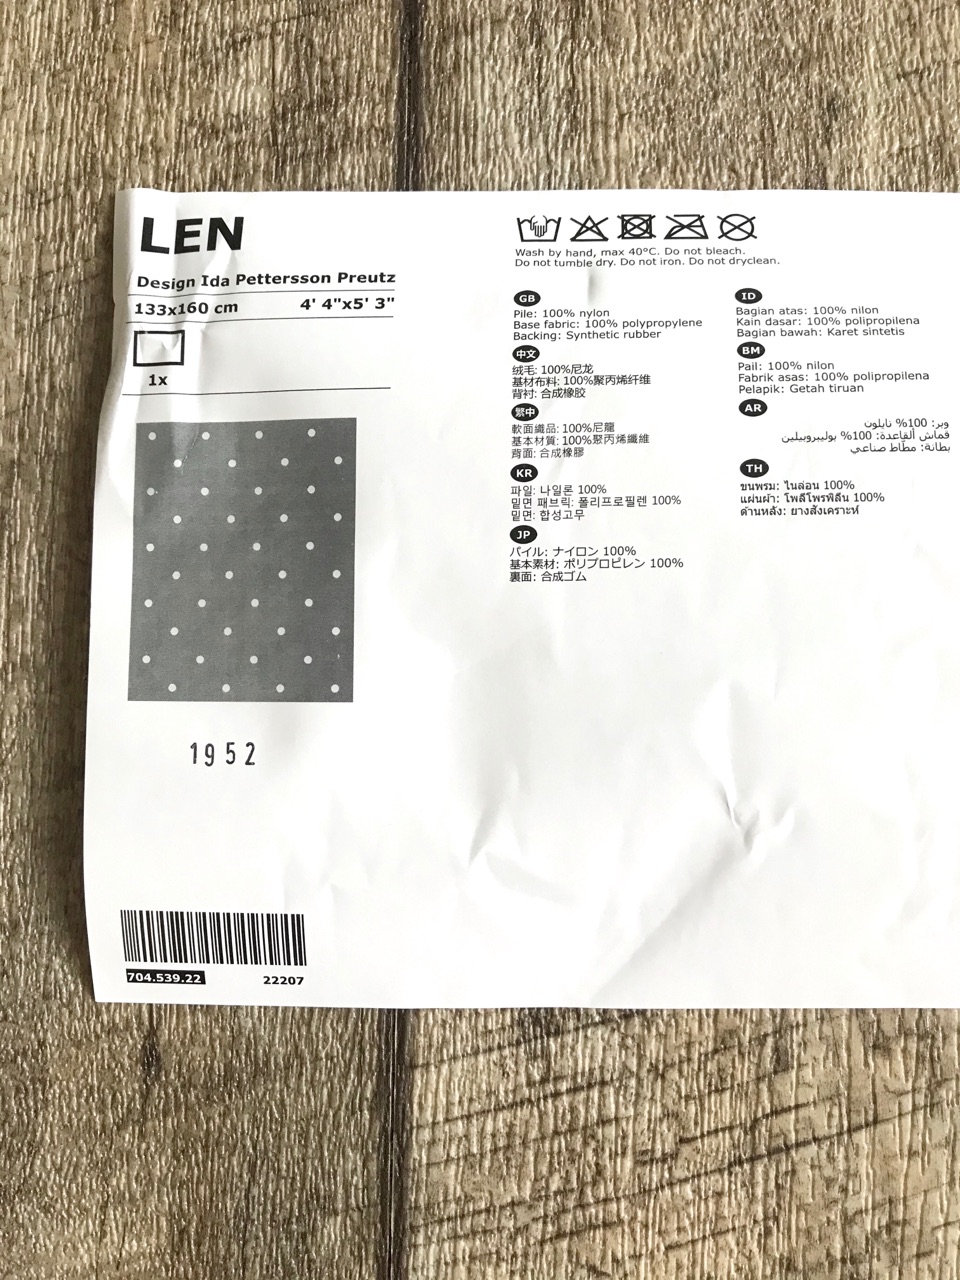 LEN
Design Ida Pettersson Preutz
133x160 cm 4' 4"x5' 3"
1x
1952
704.539.22 22207
Wash by hand, max 40°C. Do not bleach.
Do not tumble dry. Do not iron. Do not dryclean.
GB
Pile: 100% nylon
Base fabric: 100% polypropylene
Backing: Synthetic rubber
中文
绒毛: 100%尼龙
基材布料: 100%聚丙烯纤维
背衬: 合成橡胶
繁中
軟面織品: 100%尼龍
基本材質: 100%聚丙烯纖維
背面: 合成橡膠
KR
파일: 나일론 100%
밑면 패브릭: 폴리프로필렌 100%
밑면: 합성고무
JP
パイル: ナイロン 100%
基本素材: ポリプロピレン 100%
裏面: 合成ゴム
ID
Bagian atas: 100% nilon
Kain dasar: 100% polipropilena
Bagian bawah: Karet sintetis
BM
Pail: 100% nilon
Fabrik asas: 100% polipropilena
Pelapik: Getah tiruan
AR
وبر: 100% نايلون
قماش القاعدة: 100% بوليبروبيلين
بطانة: مطاط صناعي
TH
ขนพรม: ไนล่อน 100%
แผ่นผ้า: โพลีโพรพิลีน 100%
ด้านหลัง: ยางสังเคราะห์